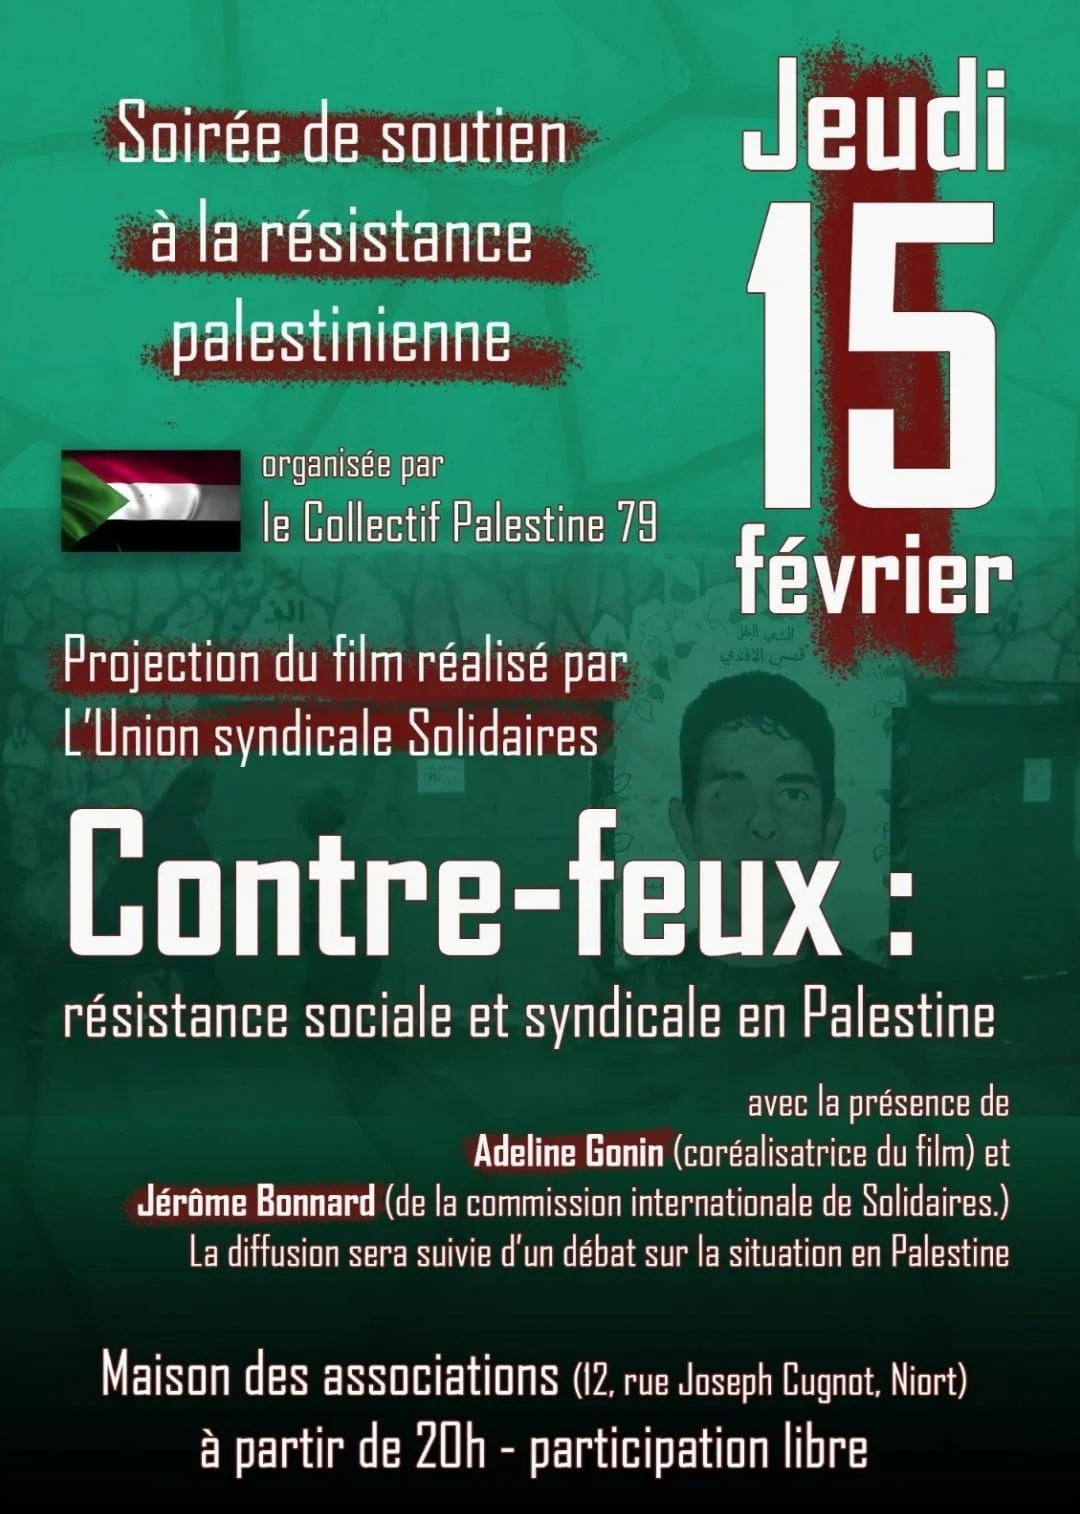 Soirée de soutien
à la résistance
palestinienne
Jeudi
15
février
organisée par
le Collectif Palestine 79
Projection du film réalisé par
L'Union syndicale Solidaires
Contre-feux :
résistance sociale et syndicale en Palestine
avec la présence de
Adeline Gonin (coréalisatrice du film) et
Jérôme Bonnard (de la commission internationale de Solidaires.)
La diffusion sera suivie d'un débat sur la situation en Palestine
Maison des associations (12, rue Joseph Cugnot, Niort)
à partir de 20h - participation libre